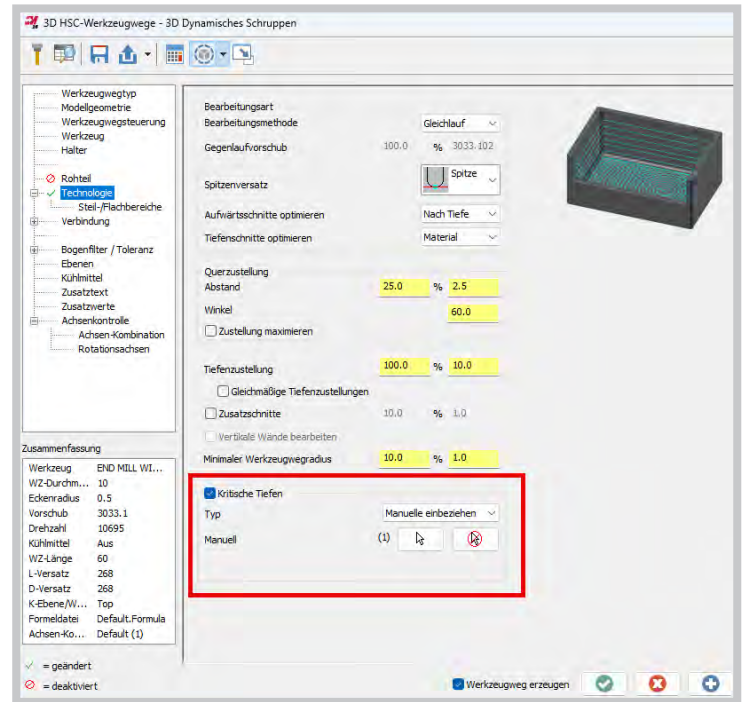 3D HSC-Werkzeugwege - 3D Dynamisches Schruppen
Werkzeugwegtyp
Modellgeometrie
Werkzeugwegsteuerung
Werkzeug
Halter
Rohteil
Technologie
Steil-/Flachbereiche
Verbindung
Bogenfilter / Toleranz
Ebenen
Kühlmittel
Zusatztext
Zusatzwerte
Achsenkontrolle
Achsen-Kombination
Rotationsachsen
Zusammenfassung
Werkzeug END MILL WI...
WZ-Durchm... 10
Eckenradius 0.5
Vorschub 3033.1
Drehzahl 10695
Kühlmittel Aus
WZ-Länge 60
L-Versatz 268
D-Versatz 268
K-Ebene/W... Top
Formeldatei Default.Formula
Achsen-Ko... Default (1)
= geändert
= deaktiviert
Bearbeitungsart
Bearbeitungsmethode Gleichlauf
Gegenlaufvorschub 100.0 % 3033.102
Spitzenversatz Spitze
Aufwärtsschnitte optimieren Nach Tiefe
Tiefenschnitte optimieren Material
Querzustellung
Abstand 25.0 % 2.5
Winkel 60.0
Zustellung maximieren
Tiefenzustellung 100.0 % 10.0
Gleichmäßige Tiefenzustellungen
Zusatzschnitte 10.0 % 1.0
Vertikale Wände bearbeiten
Minimaler Werkzeugwegradius 10.0 % 1.0
Kritische Tiefen
Typ Manuelle einbeziehen
Manuell (1)
Werkzeugweg erzeugen